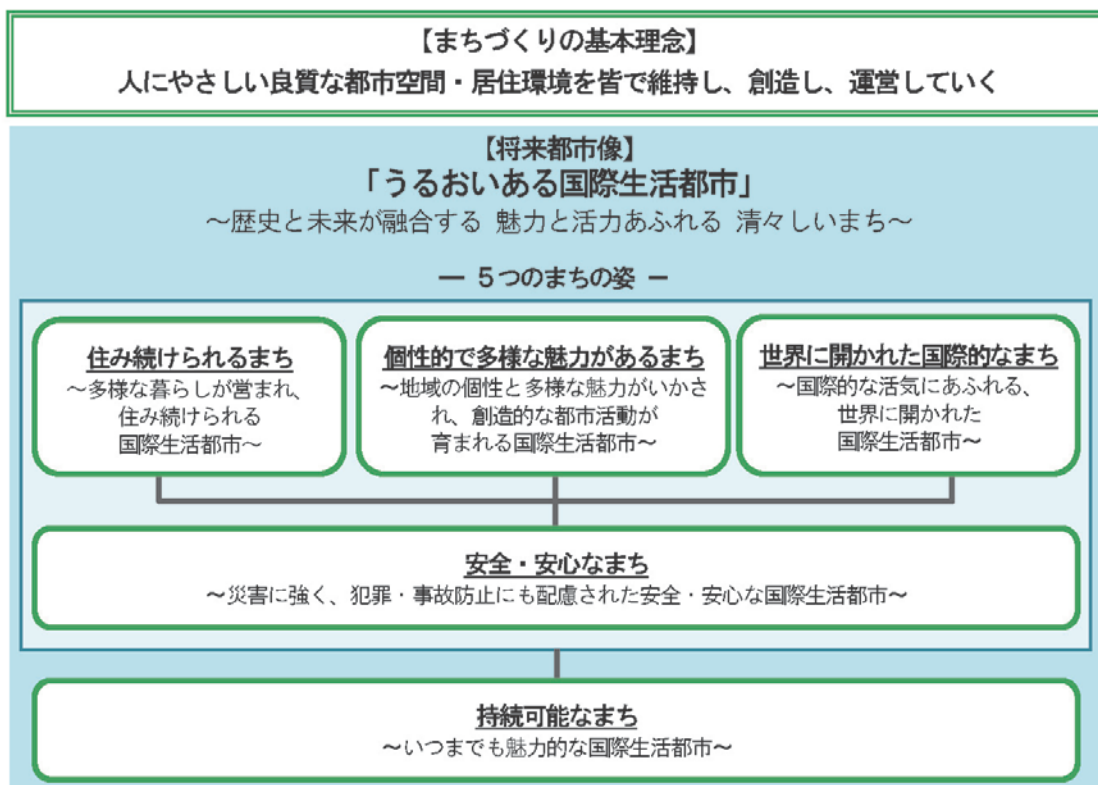 【まちづくりの基本理念】
人にやさしい良質な都市空間・居住環境を皆で維持し、創造し、運営していく
【将来都市像】
「うるおいある国際生活都市」
～歴史と未来が融合する 魅力と活力あふれる 清々しいまち～
― 5つのまちの姿 ―
住み続けられるまち
～多様な暮らしが営まれ、
住み続けられる
国際生活都市～
個性的で多様な魅力があるまち
～地域の個性と多様な魅力がいかさ
れ、創造的な都市活動が
育まれる国際生活都市～
世界に開かれた国際的なまち
～国際的な活気にあふれる、
世界に開かれた
国際生活都市～
安全・安心なまち
～災害に強く、犯罪・事故防止にも配慮された安全・安心な国際生活都市～
持続可能なまち
～いつまでも魅力的な国際生活都市～